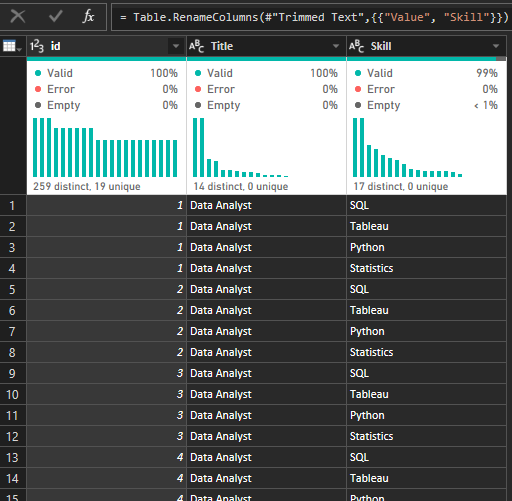 fx = Table.RenameColumns(#"Trimmed Text",{{"Value", "Skill"}})
1²3 id ABC Title ABC Skill
Valid 100% Valid 100% Valid 99%
Error 0% Error 0% Error 0%
Empty 0% Empty 0% Empty < 1%
259 distinct, 19 unique 14 distinct, 0 unique 17 distinct, 0 unique
1 1 Data Analyst SQL
2 1 Data Analyst Tableau
3 1 Data Analyst Python
4 1 Data Analyst Statistics
5 2 Data Analyst SQL
6 2 Data Analyst Tableau
7 2 Data Analyst Python
8 2 Data Analyst Statistics
9 3 Data Analyst SQL
10 3 Data Analyst Tableau
11 3 Data Analyst Python
12 3 Data Analyst Statistics
13 4 Data Analyst SQL
14 4 Data Analyst Tableau
15 4 Data Analyst Python